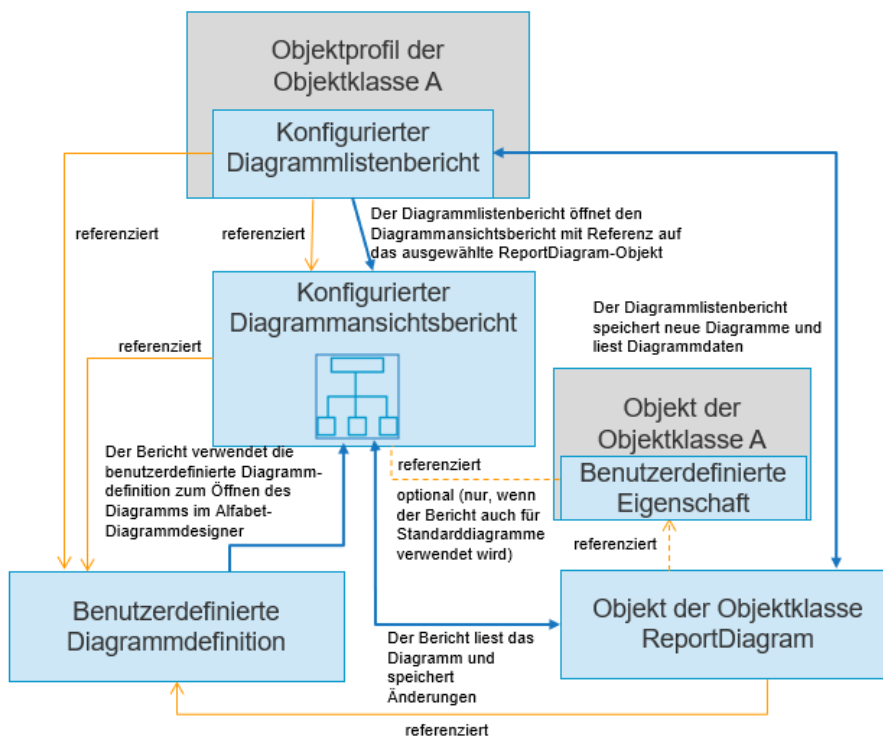 Objektprofil der
Objektklasse A
Konfigurierter
Diagrammlistenbericht
referenziert
referenziert
Der Diagrammlistenbericht öffnet den
Diagrammansichtsbericht mit Referenz auf
das ausgewählte ReportDiagram-Objekt
Konfigurierter
Diagrammansichtsbericht
referenziert
Der Diagrammlistenbericht
speichert neue Diagramme und
liest Diagrammdaten
Objekt der
Objektklasse A
Benutzerdefinierte
Eigenschaft
Der Bericht verwendet die
benutzerdefinierte Diagramm-
definition zum Öffnen des
Diagramms im Alfabet-
Diagrammdesigner
referenziert
optional (nur, wenn
der Bericht auch für
Standarddiagramme
verwendet wird)
referenziert
Benutzerdefinierte
Diagrammdefinition
Der Bericht liest das
Diagramm und
speichert
Änderungen
Objekt der Objektklasse
ReportDiagram
referenziert